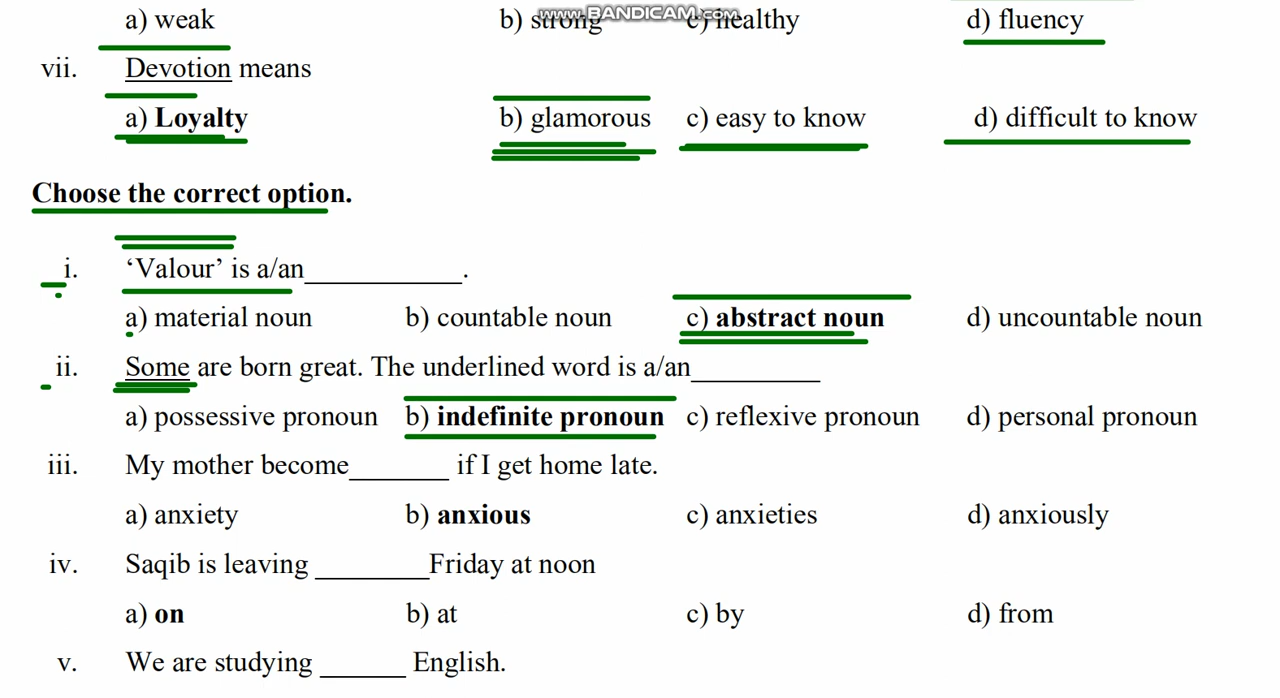 www.BANDICAM.com
a) weak b) strong c) healthy d) fluency
vii. Devotion means
a) Loyalty b) glamorous c) easy to know d) difficult to know
Choose the correct option.
i. ‘Valour’ is a/an___________.
a) material noun b) countable noun c) abstract noun d) uncountable noun
ii. Some are born great. The underlined word is a/an_________
a) possessive pronoun b) indefinite pronoun c) reflexive pronoun d) personal pronoun
iii. My mother become_______ if I get home late.
a) anxiety b) anxious c) anxieties d) anxiously
iv. Saqib is leaving ________Friday at noon
a) on b) at c) by d) from
v. We are studying ______ English.